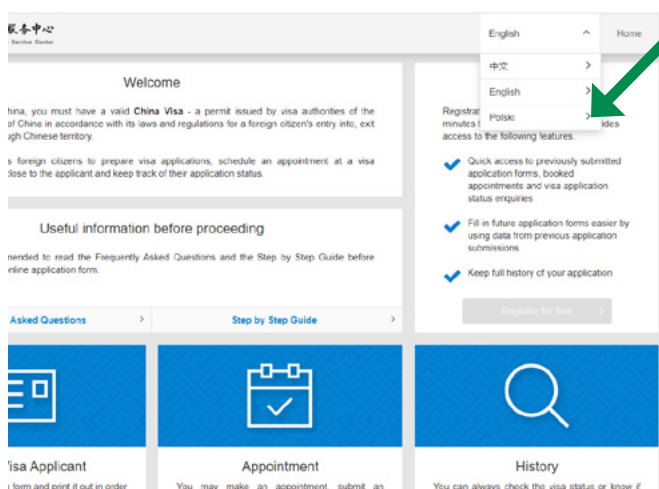 服务中心
Service Center
English
Home
中文
English
Polski
Welcome
hina, you must have a valid China Visa - a permit issued by visa authorities of the
of China in accordance with its laws and regulations for a foreign citizen's entry into, exit
ugh Chinese territory.
s foreign citizens to prepare visa applications, schedule an appointment at a visa
close to the applicant and keep track of their application status.
Registrat
minutes t
ides
access to the following features.
Quick access to previously submitted
application forms, booked
appointments and visa application
status enquiries
Fill in future application forms easier by
using data from previous application
submissions
Keep full history of your application
Register for free
Useful information before proceeding
mended to read the Frequently Asked Questions and the Step by Step Guide before
nline application form.
Asked Questions
Step by Step Guide
isa Applicant
form and print it out in order
Appointment
You may make an appointment, submit an
History
You can always check the visa status or know if